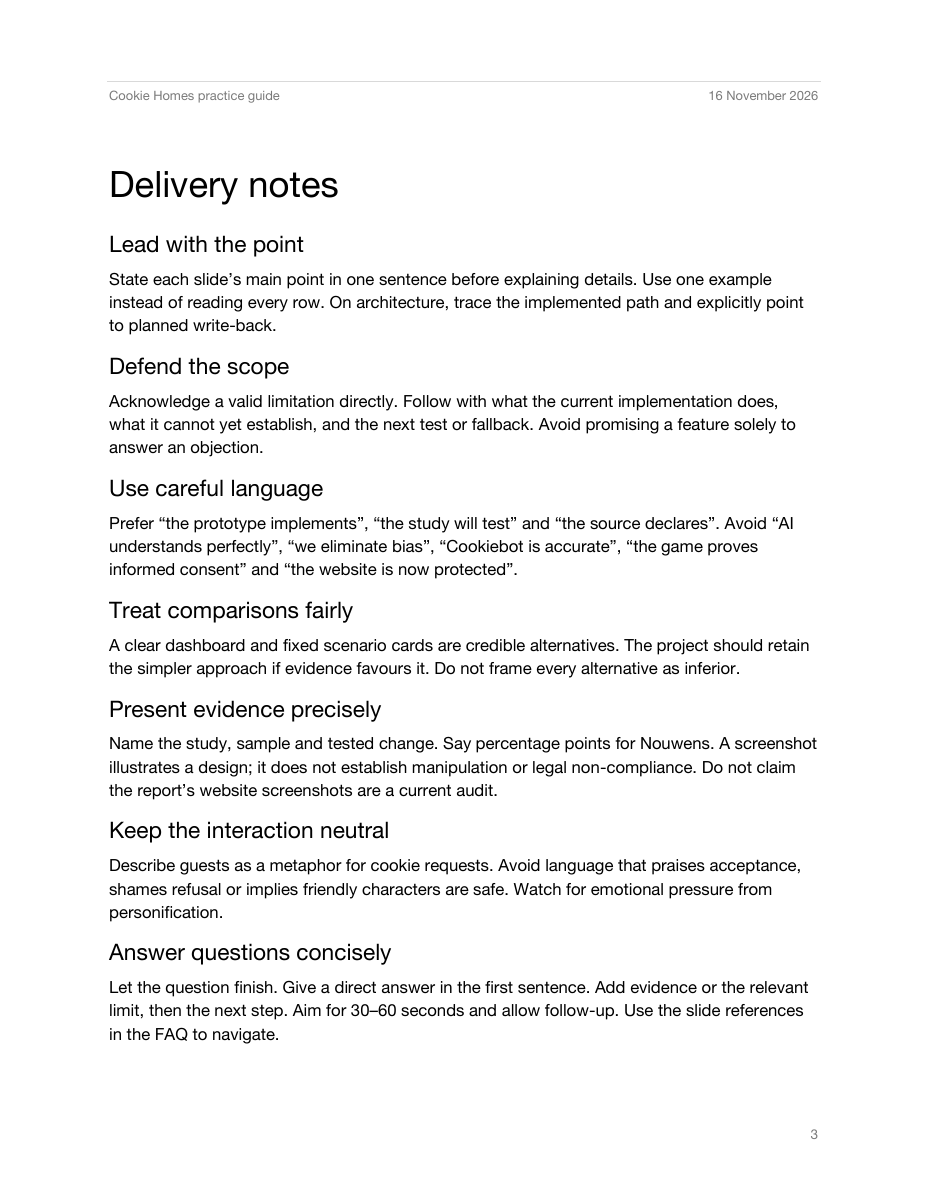 Cookie Homes practice guide
16 November 2026
Delivery notes
Lead with the point
State each slide’s main point in one sentence before explaining details. Use one example
instead of reading every row. On architecture, trace the implemented path and explicitly point
to planned write-back.
Defend the scope
Acknowledge a valid limitation directly. Follow with what the current implementation does,
what it cannot yet establish, and the next test or fallback. Avoid promising a feature solely to
answer an objection.
Use careful language
Prefer “the prototype implements”, “the study will test” and “the source declares”. Avoid “AI
understands perfectly”, “we eliminate bias”, “Cookiebot is accurate”, “the game proves
informed consent” and “the website is now protected”.
Treat comparisons fairly
A clear dashboard and fixed scenario cards are credible alternatives. The project should retain
the simpler approach if evidence favours it. Do not frame every alternative as inferior.
Present evidence precisely
Name the study, sample and tested change. Say percentage points for Nouwens. A screenshot
illustrates a design; it does not establish manipulation or legal non-compliance. Do not claim
the report’s website screenshots are a current audit.
Keep the interaction neutral
Describe guests as a metaphor for cookie requests. Avoid language that praises acceptance,
shames refusal or implies friendly characters are safe. Watch for emotional pressure from
personification.
Answer questions concisely
Let the question finish. Give a direct answer in the first sentence. Add evidence or the relevant
limit, then the next step. Aim for 30–60 seconds and allow follow-up. Use the slide references
in the FAQ to navigate.
3